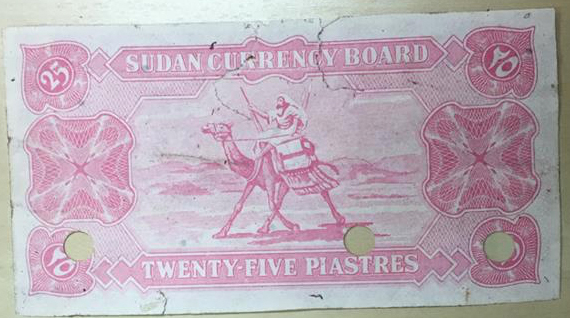 25
SUDAN CURRENCY BOARD
٢٥
TWENTY-FIVE PIASTRES